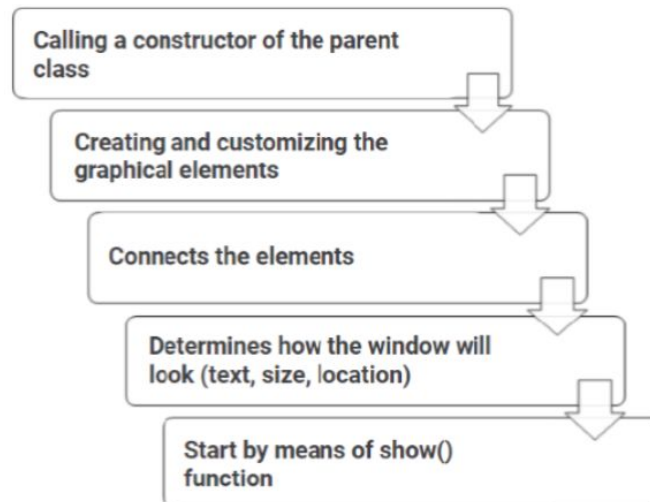 Calling a constructor of the parent
class
Creating and customizing the
graphical elements
Connects the elements
Determines how the window will
look (text, size, location)
Start by means of show()
function